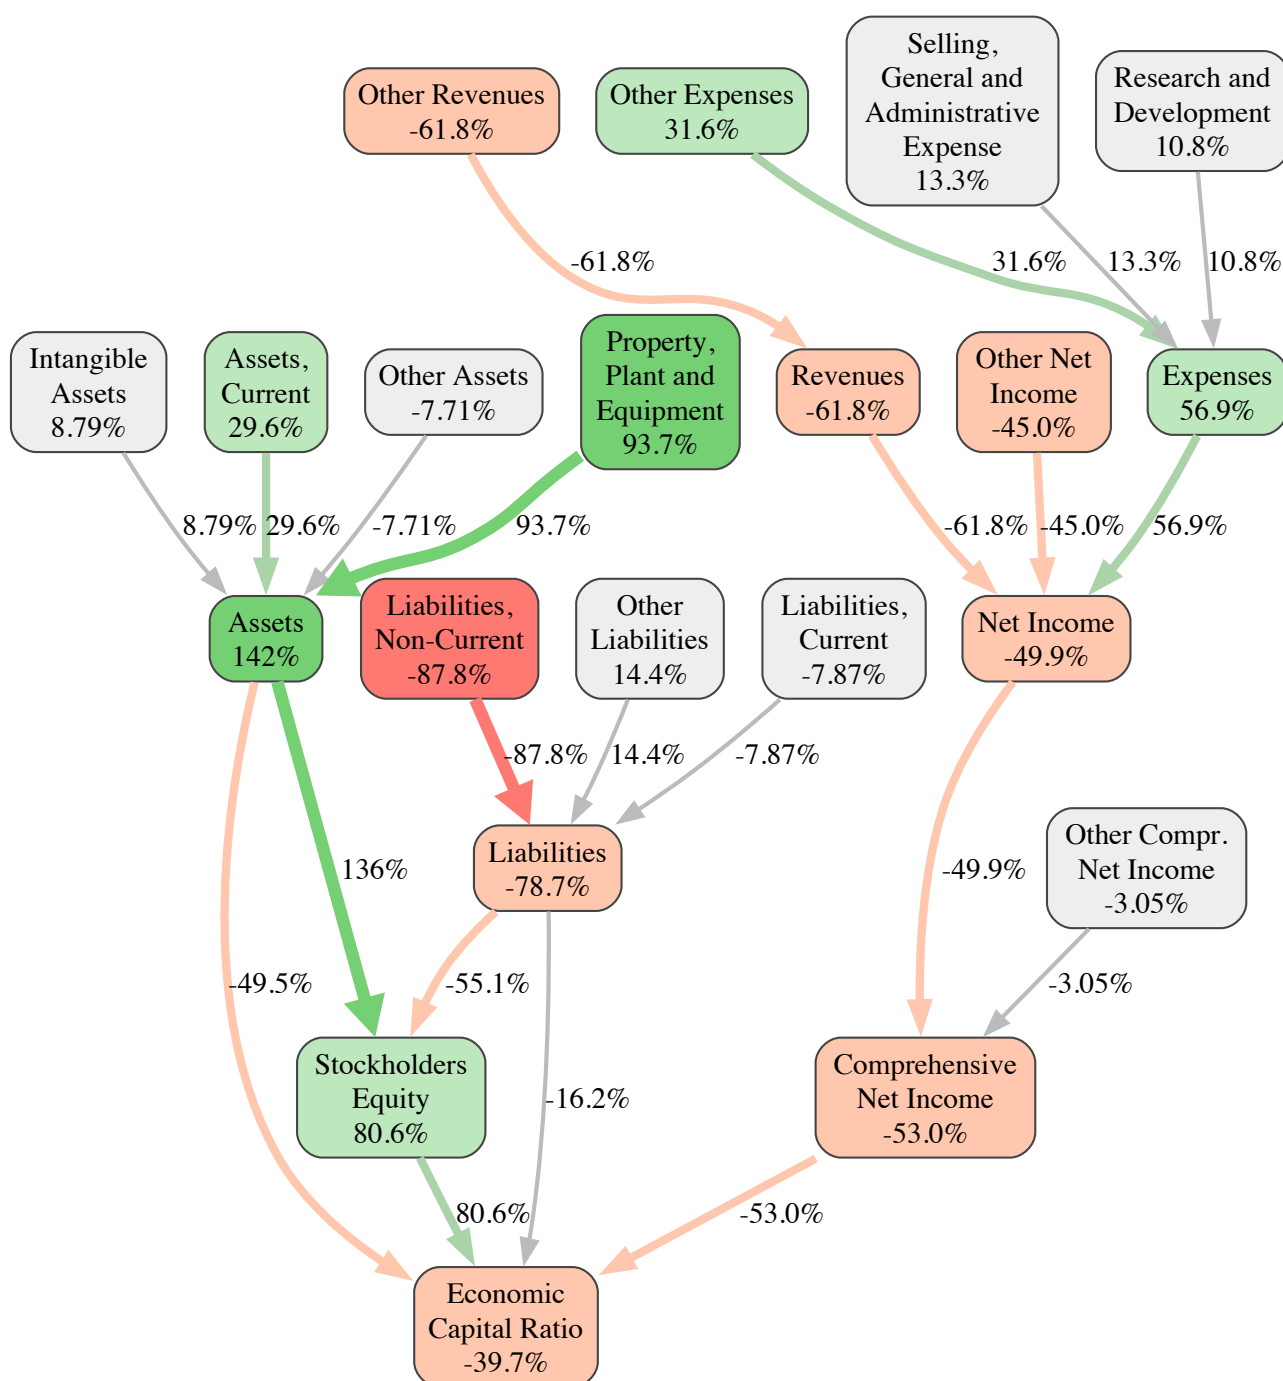 Selling,
General and
Administrative
Expense
13.3%
Research and
Development
10.8%
Other Revenues
-61.8%
Other Expenses
31.6%
-61.8%
31.6%
13.3%
10.8%
Intangible
Assets
8.79%
Assets,
Current
29.6%
Other Assets
-7.71%
Property,
Plant and
Equipment
93.7%
Revenues
-61.8%
Other Net
Income
-45.0%
Expenses
56.9%
8.79%
29.6%
-7.71%
93.7%
-61.8%
-45.0%
56.9%
Assets
142%
Liabilities,
Non-Current
-87.8%
Other
Liabilities
14.4%
Liabilities,
Current
-7.87%
Net Income
-49.9%
-87.8%
14.4%
-7.87%
136%
Liabilities
-78.7%
-49.9%
Other Compr.
Net Income
-3.05%
-49.5%
-55.1%
-3.05%
Stockholders
Equity
80.6%
-16.2%
Comprehensive
Net Income
-53.0%
80.6%
-53.0%
Economic
Capital Ratio
-39.7%